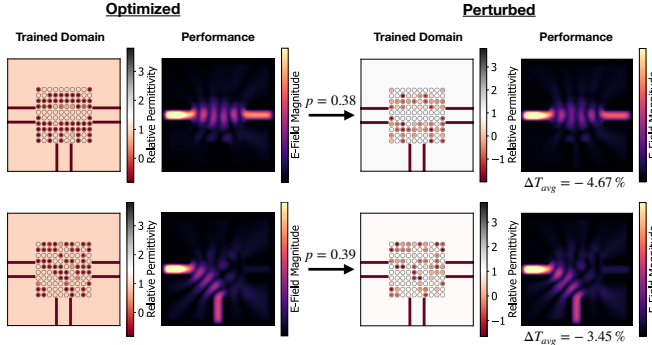 Optimized
Perturbed
Trained Domain
Performance
Trained Domain
Performance
3
2
1
0
Relative Permittivity
E-Field Magnitude
p = 0.38
3
2
1
0
−1
Relative Permittivity
E-Field Magnitude
ΔT_avg = − 4.67 %
3
2
1
0
Relative Permittivity
E-Field Magnitude
p = 0.39
3
2
1
0
−1
Relative Permittivity
E-Field Magnitude
ΔT_avg = − 3.45 %